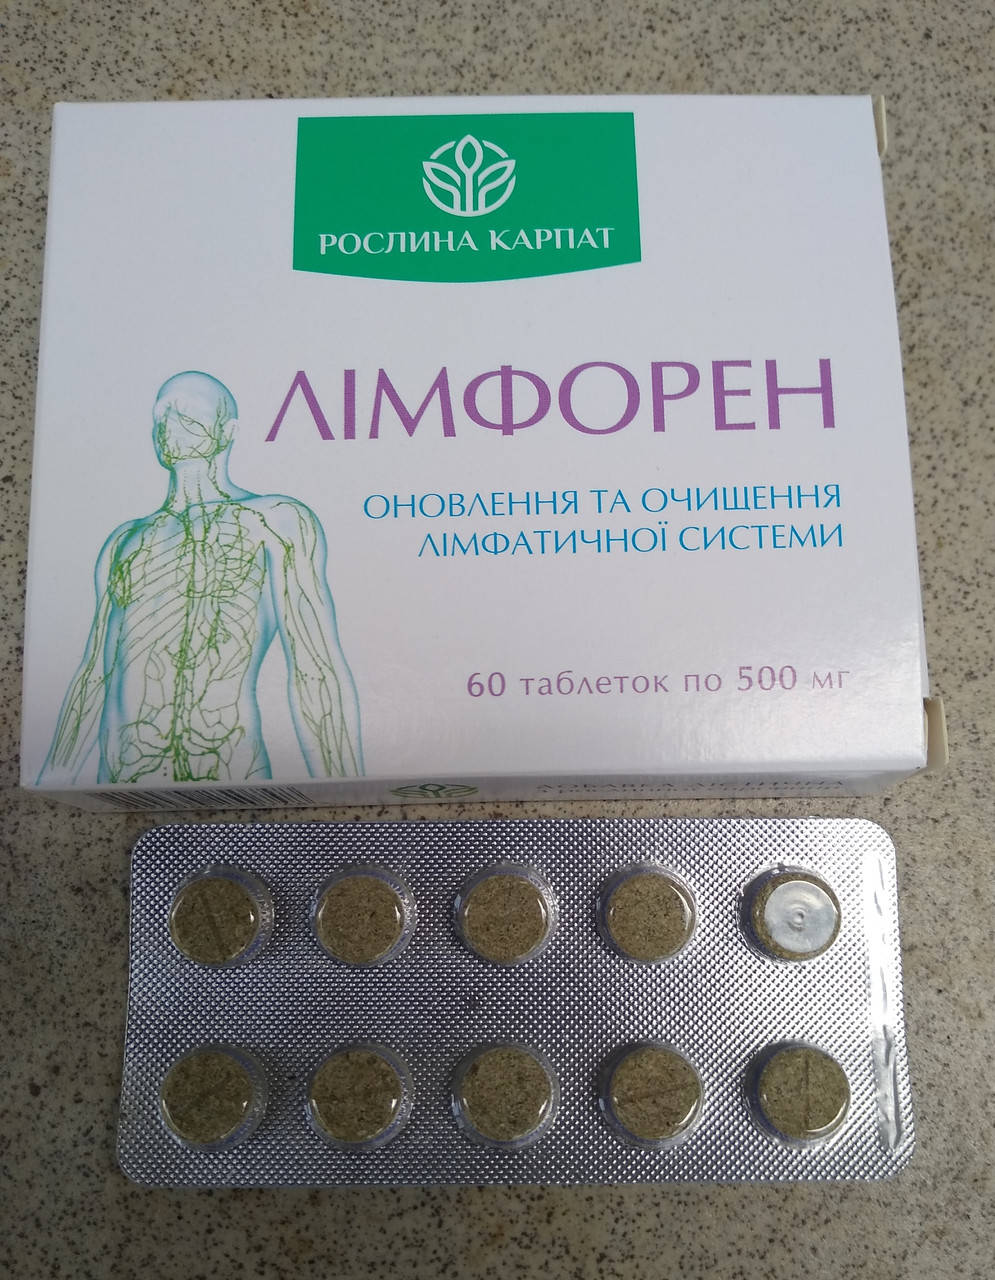 РОСЛИНА КАРПАТ
ЛІМФОРЕН
ОНОВЛЕННЯ ТА ОЧИЩЕННЯ
ЛІМФАТИЧНОЇ СИСТЕМИ
60 таблеток по 500 мг